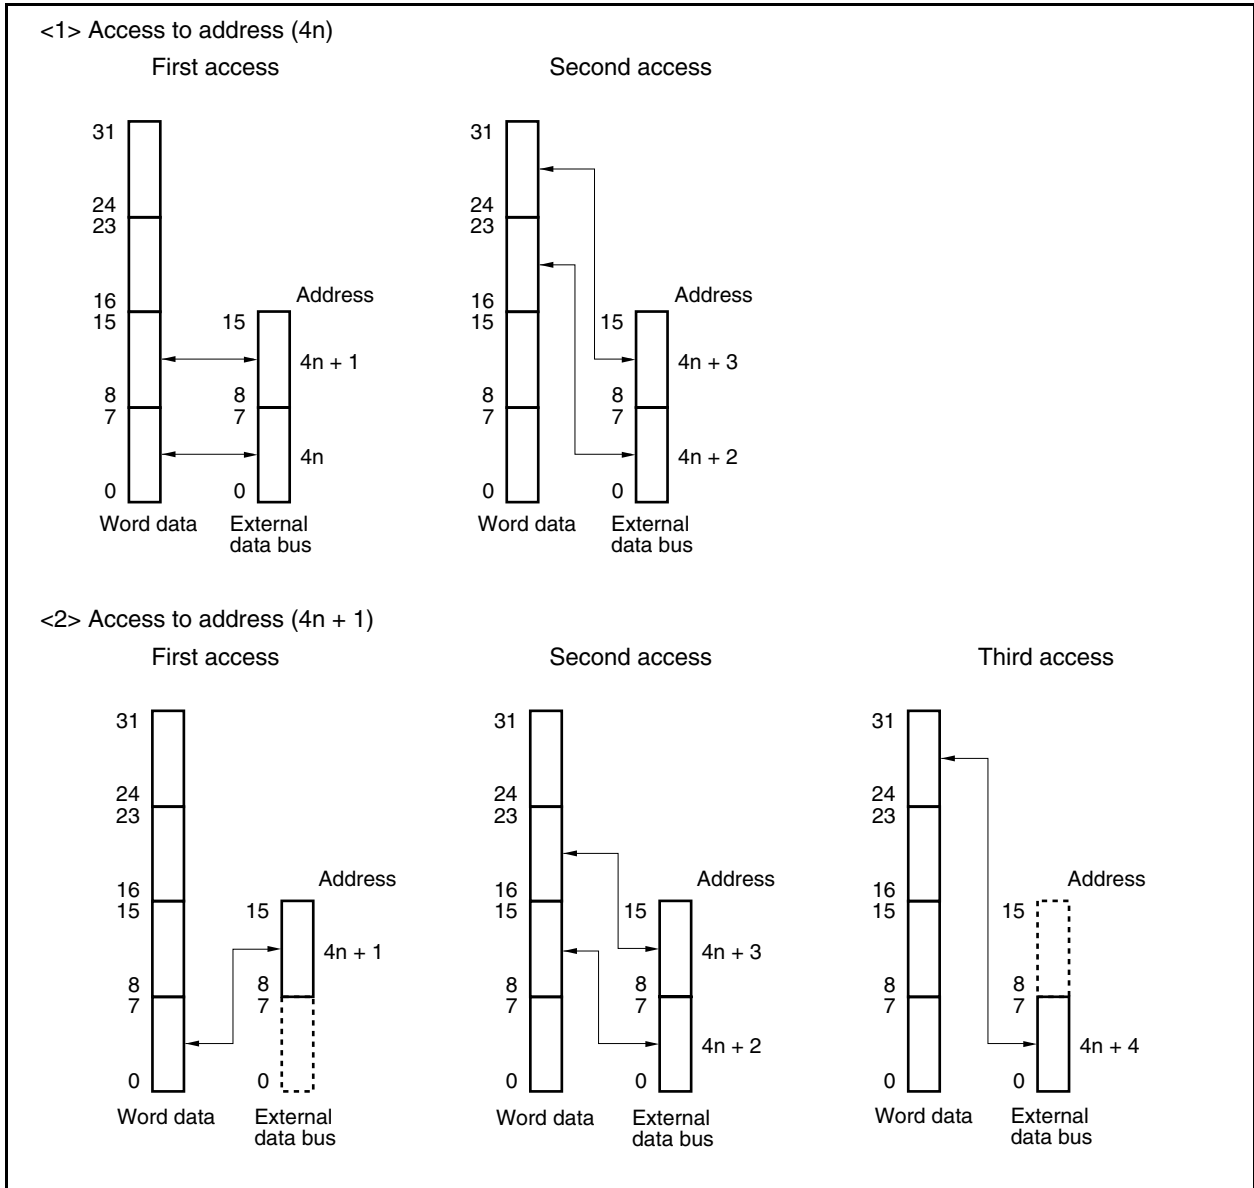 <1> Access to address (4n)
First access
Second access
31
24
23
16
15
8
7
0
Word data
Address
15
4n + 1
8
7
4n
0
External
data bus
31
24
23
16
15
8
7
0
Word data
Address
15
4n + 3
8
7
4n + 2
0
External
data bus
<2> Access to address (4n + 1)
First access
Second access
Third access
31
24
23
16
15
8
7
0
Word data
Address
15
4n + 1
8
7
0
External
data bus
31
24
23
16
15
8
7
0
Word data
Address
15
4n + 3
8
7
4n + 2
0
External
data bus
31
24
23
16
15
8
7
0
Word data
Address
15
8
7
4n + 4
0
External
data bus